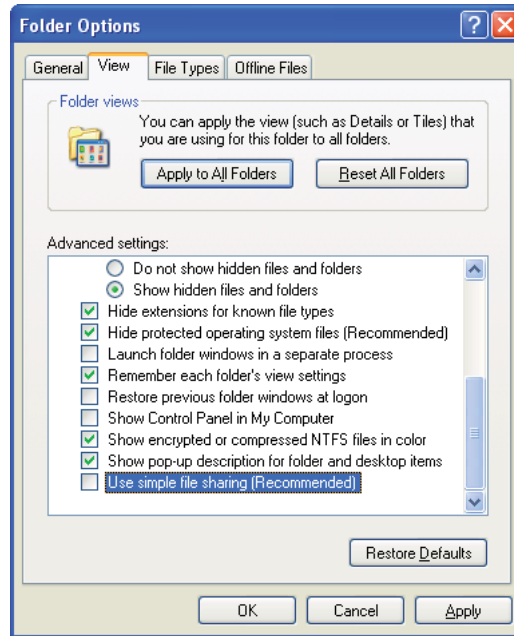 Folder Options
General View File Types Offline Files
Folder views
You can apply the view (such as Details or Tiles) that
you are using for this folder to all folders.
Apply to All Folders Reset All Folders
Advanced settings:
Do not show hidden files and folders
Show hidden files and folders
Hide extensions for known file types
Hide protected operating system files (Recommended)
Launch folder windows in a separate process
Remember each folder's view settings
Restore previous folder windows at logon
Show Control Panel in My Computer
Show encrypted or compressed NTFS files in color
Show pop-up description for folder and desktop items
Use simple file sharing (Recommended)
Restore Defaults
OK Cancel Apply